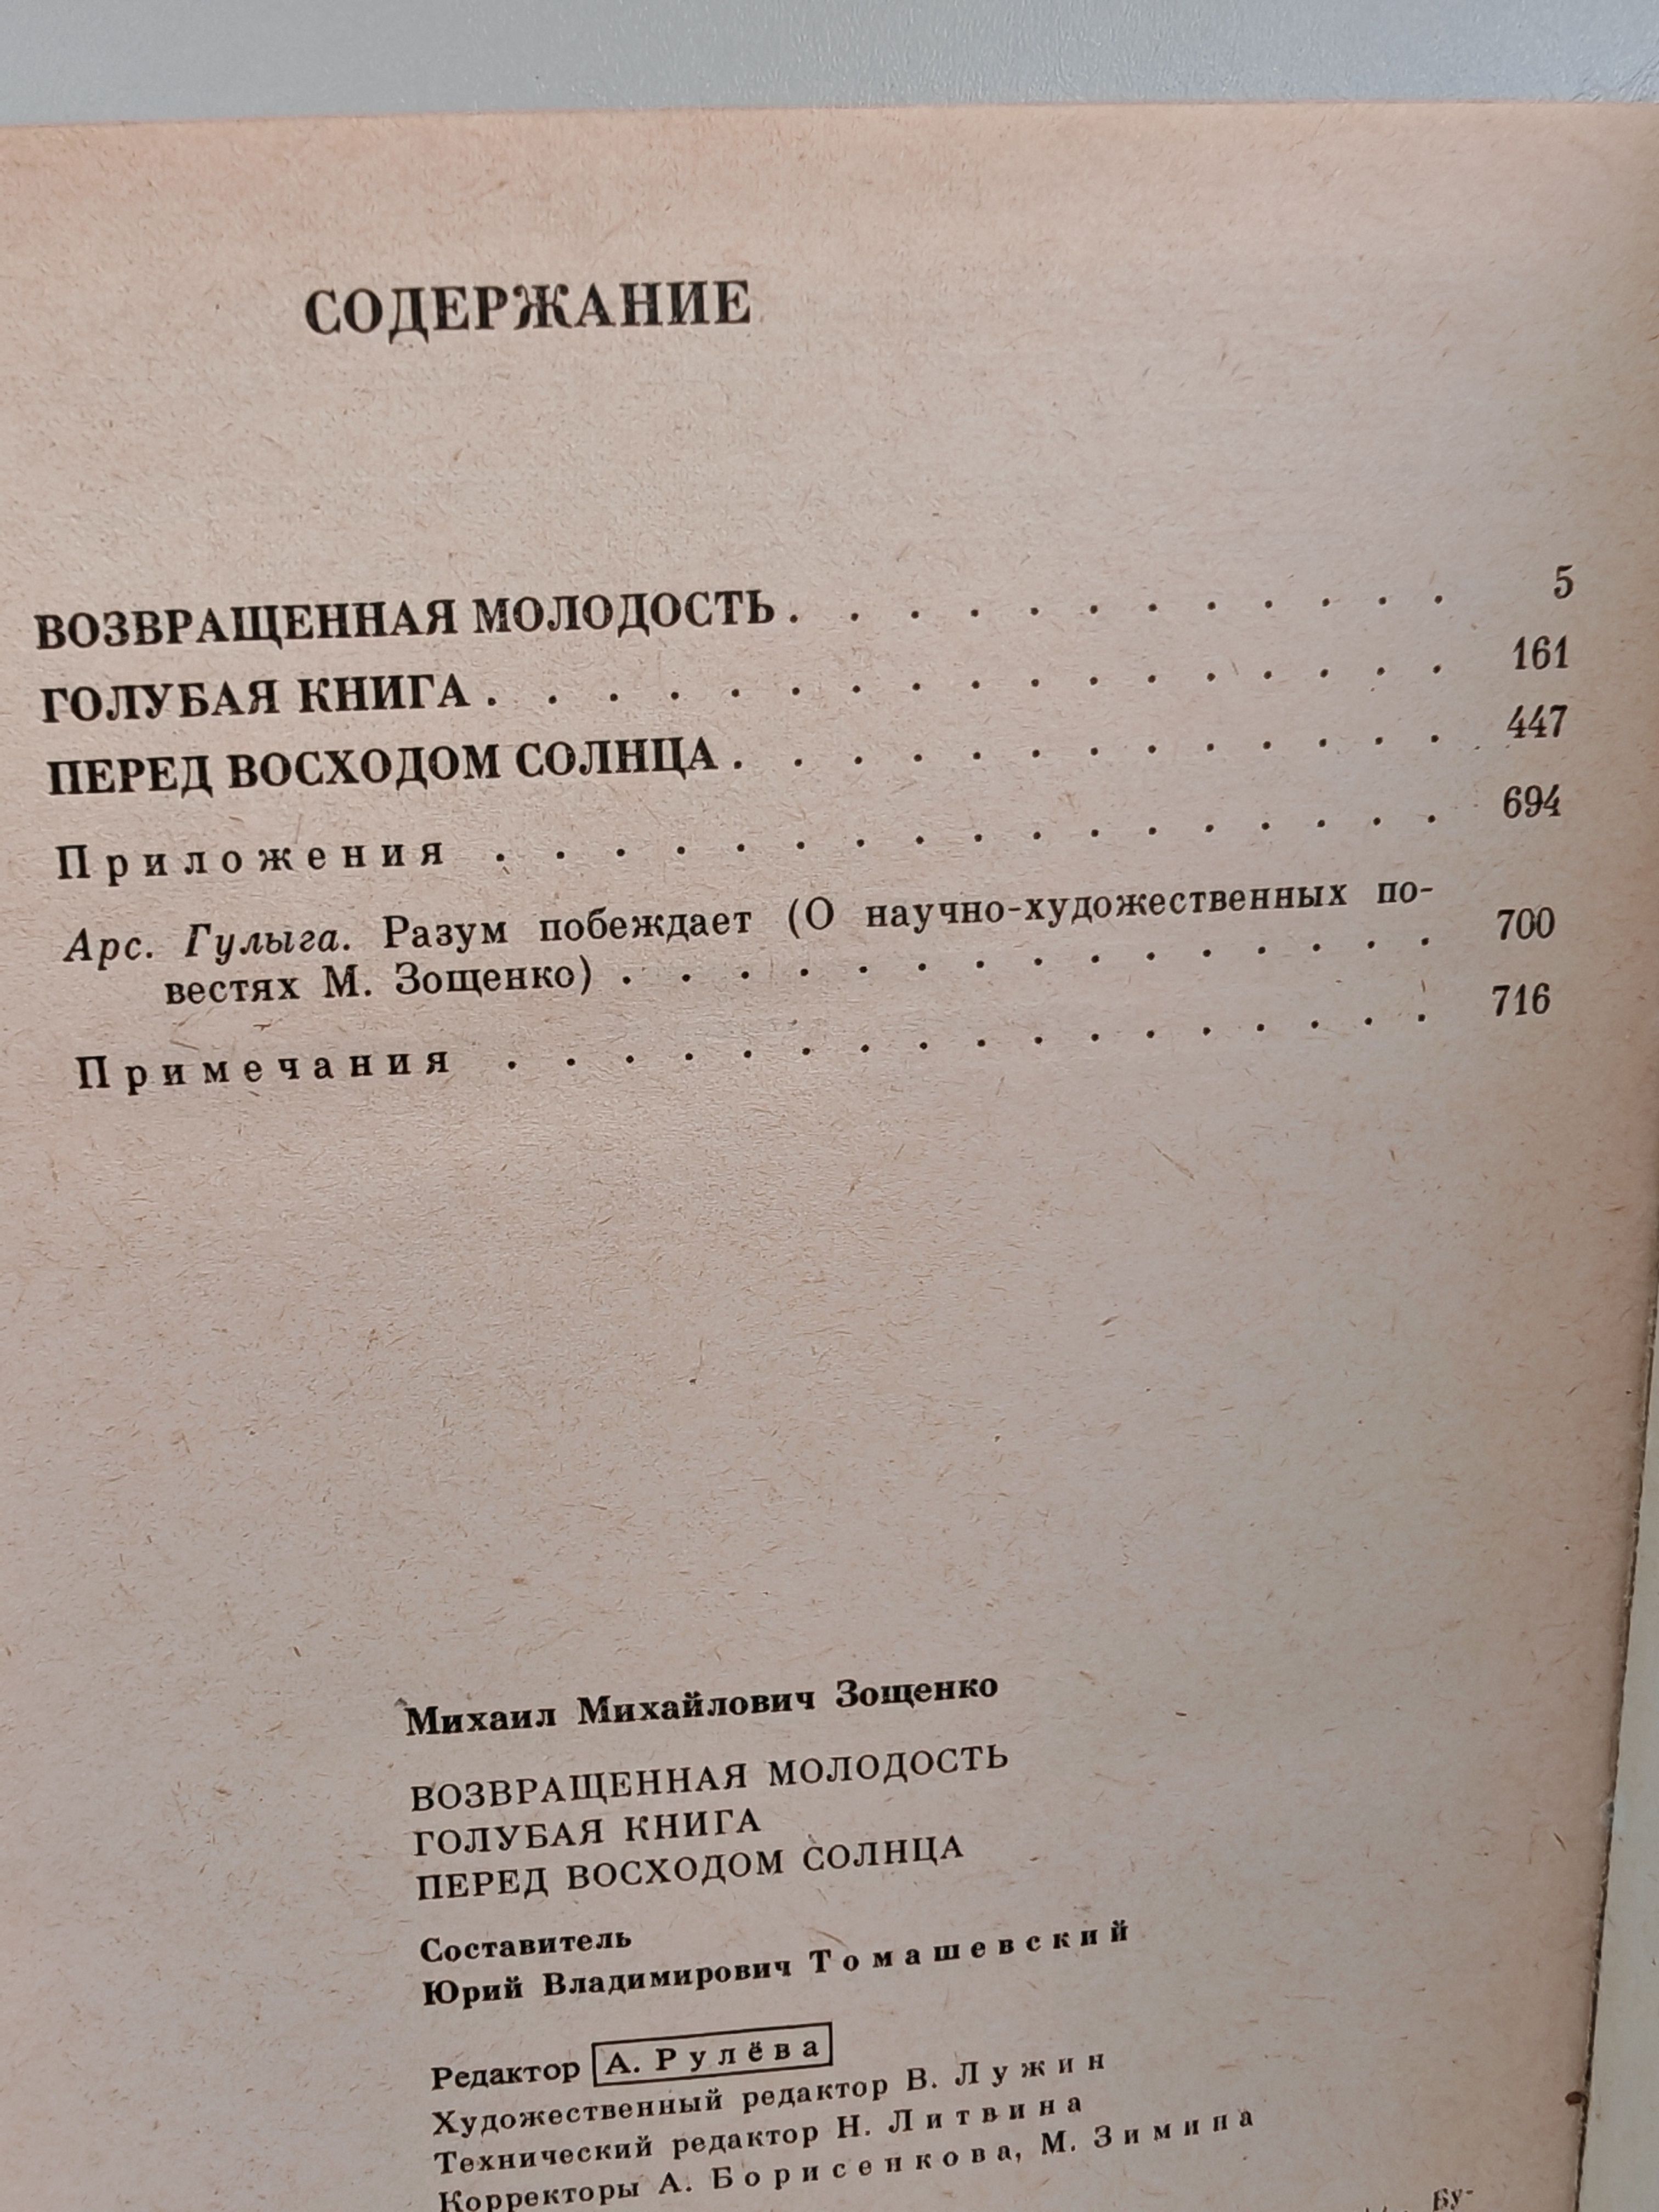 СОДЕРЖАНИЕ
ВОЗВРАЩЕННАЯ МОЛОДОСТЬ . . . . . . . . . . . . 5
ГОЛУБАЯ КНИГА . . . . . . . . . . . . . . . . . 161
ПЕРЕД ВОСХОДОМ СОЛНЦА . . . . . . . . . . . . . 447
Приложения . . . . . . . . . . . . . . . . . 694
Арс. Гулыга. Разум побеждает (О научно-художественных по-
вестях М. Зощенко) . . . . . . . . . . . . . . . 700
Примечания . . . . . . . . . . . . . . . . . 716
Михаил Михайлович Зощенко
ВОЗВРАЩЕННАЯ МОЛОДОСТЬ
ГОЛУБАЯ КНИГА
ПЕРЕД ВОСХОДОМ СОЛНЦА
Составитель
Юрий Владимирович Томашевский
Редактор А. Рулёва
Художественный редактор В. Лужин
Технический редактор Н. Литвина
Корректоры А. Борисенкова, М. Зимина
Бу-